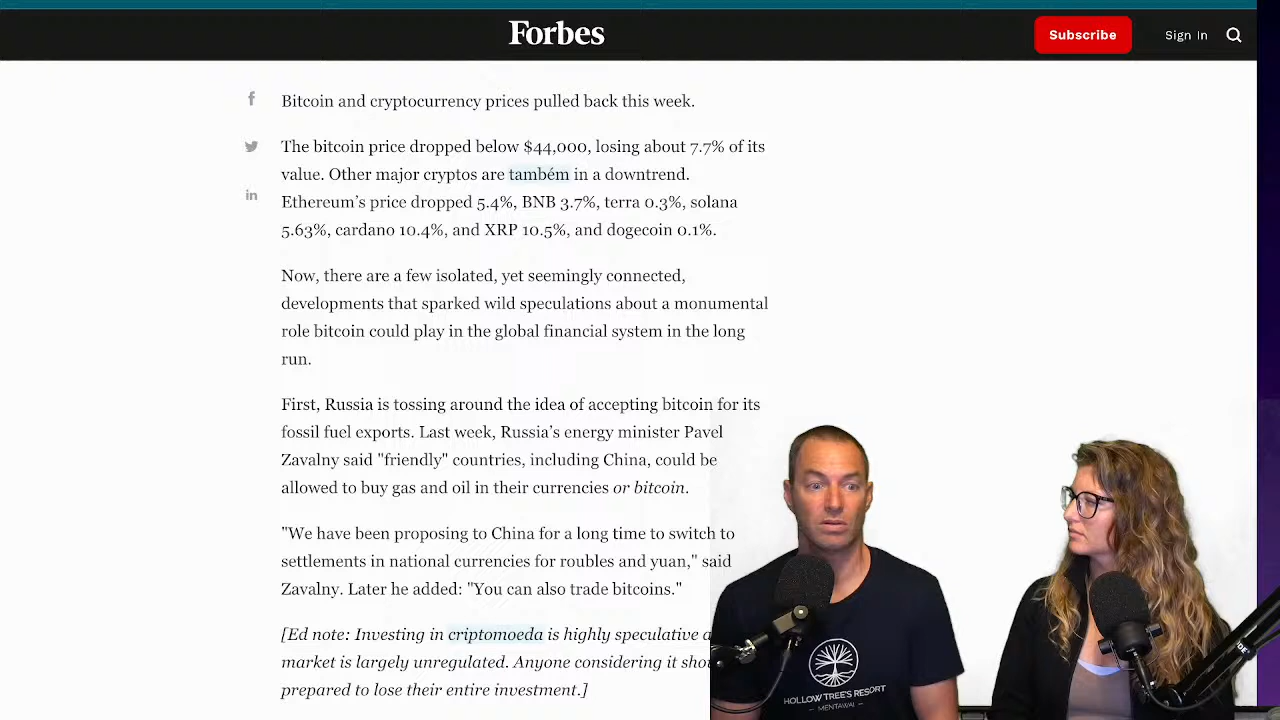 Forbes
Subscribe
Sign In
Bitcoin and cryptocurrency prices pulled back this week.
The bitcoin price dropped below $44,000, losing about 7.7% of its
value. Other major cryptos are também in a downtrend.
Ethereum’s price dropped 5.4%, BNB 3.7%, terra 0.3%, solana
5.63%, cardano 10.4%, and XRP 10.5%, and dogecoin 0.1%.
Now, there are a few isolated, yet seemingly connected,
developments that sparked wild speculations about a monumental
role bitcoin could play in the global financial system in the long
run.
First, Russia is tossing around the idea of accepting bitcoin for its
fossil fuel exports. Last week, Russia’s energy minister Pavel
Zavalny said "friendly" countries, including China, could be
allowed to buy gas and oil in their currencies or bitcoin.
"We have been proposing to China for a long time to switch to
settlements in national currencies for roubles and yuan," said
Zavalny. Later he added: "You can also trade bitcoins."
[Ed note: Investing in criptomoeda is highly speculative
market is largely unregulated. Anyone considering it
prepared to lose their entire investment.]
HOLLOW TREE'S RESORT
- MENTAWAI -